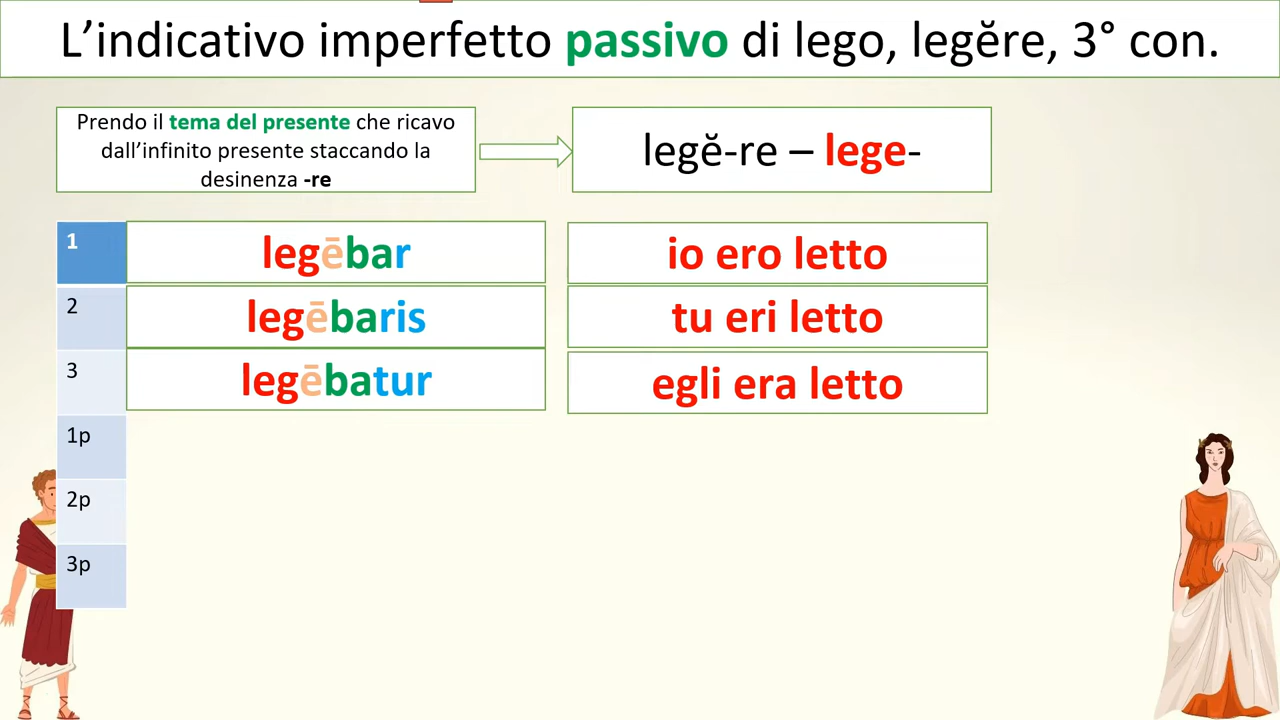 L’indicativo imperfetto passivo di lego, legĕre, 3° con.
Prendo il tema del presente che ricavo
dall’infinito presente staccando la
desinenza -re
legĕ-re – lege-
1 legēbar io ero letto
2 legēbaris tu eri letto
3 legēbatur egli era letto
1p
2p
3p